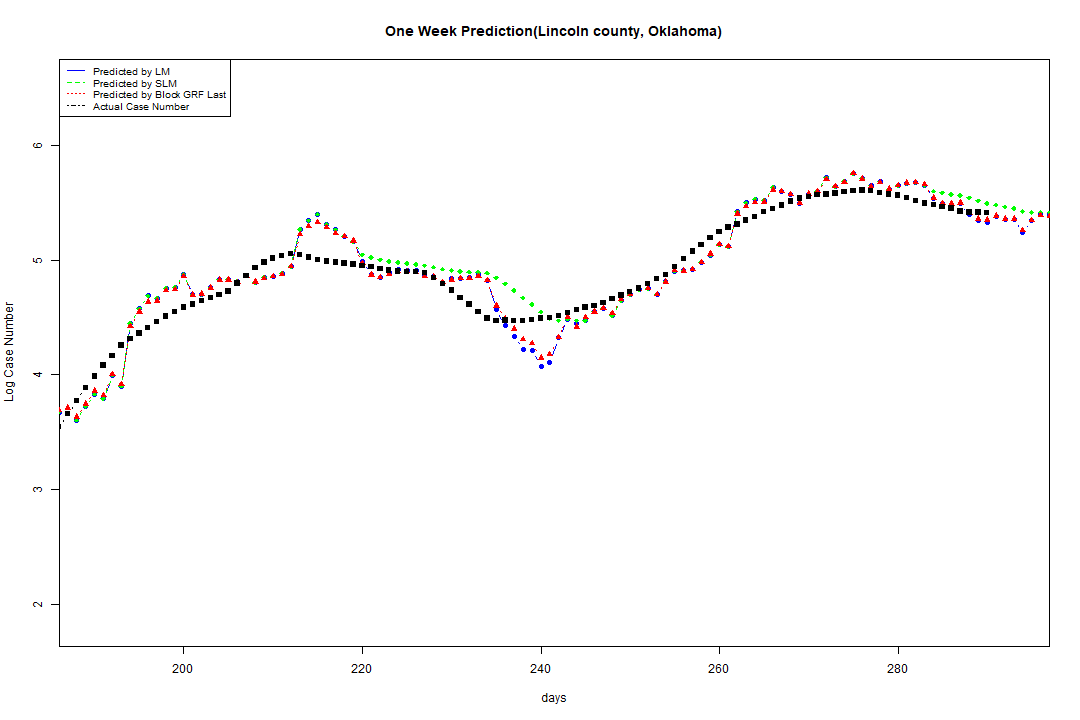 One Week Prediction(Lincoln county, Oklahoma)
Predicted by LM
Predicted by SLM
Predicted by Block GRF Last
Actual Case Number
Log Case Number
6
5
4
3
2
200 220 240 260 280
days